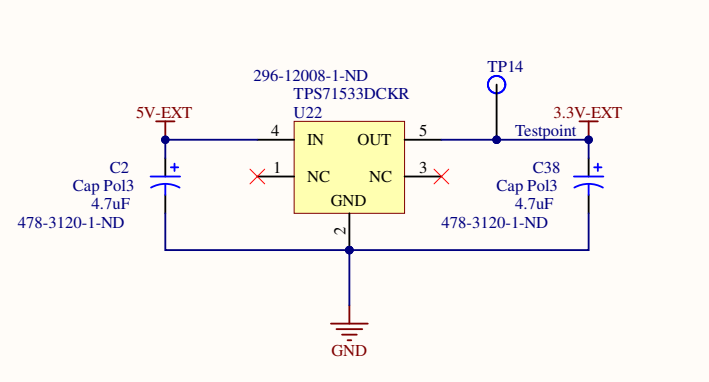 TP14
296-12008-1-ND
TPS71533DCKR
U22
5V-EXT
3.3V-EXT
4
IN
OUT
5
Testpoint
1
NC
NC
3
GND
2
C2
Cap Pol3
4.7uF
478-3120-1-ND
+
C38
Cap Pol3
4.7uF
478-3120-1-ND
+
GND